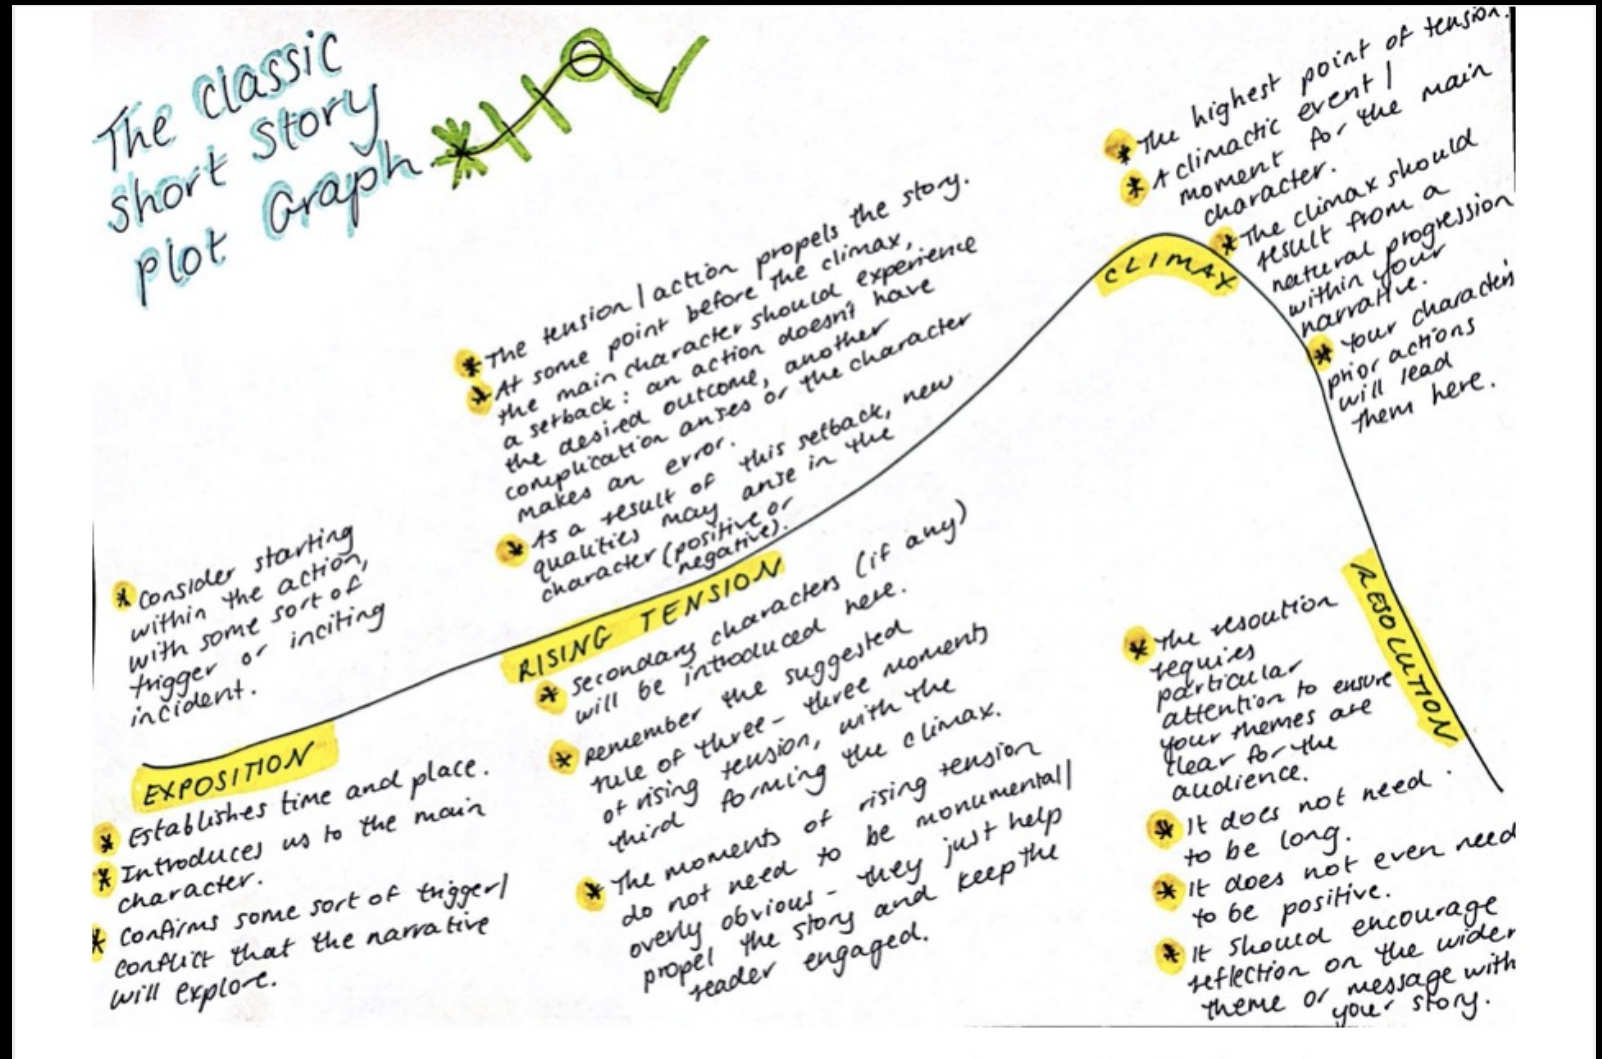 The Classic
Short Story
Plot Graph
* Consider starting
within the action,
with some sort of
trigger or inciting
incident.
EXPOSITION
* Establishes time and place.
* Introduces us to the main
character.
* Confirms some sort of trigger/
conflict that the narrative
will explore.
* The tension/action propels the story.
* At some point before the climax,
the main character should experience
a setback: an action doesn't have
the desired outcome, another
complication arises or the character
makes an error.
* As a result of this setback, new
qualities may arise in the
character (positive or
negative).
RISING TENSION
* Secondary characters (if any)
will be introduced here.
* Remember the suggested
rule of three - three moments
of rising tension, with the
third forming the climax.
* The moments of rising tension
do not need to be monumental/
overly obvious - they just help
propel the story and keep the
reader engaged.
* The highest point of tension.
* A climactic event/
moment for the main
character.
CLIMAX
* The climax should
result from a
natural progression
within your
narrative.
* Your characters
prior actions
will lead
them here.
RESOLUTION
* The resoution
requires
particular
attention to ensure
your themes are
clear for the
audience.
* It does not need
to be long.
* It does not even need
to be positive.
* It should encourage
reflection on the wider
theme or message with
your story.